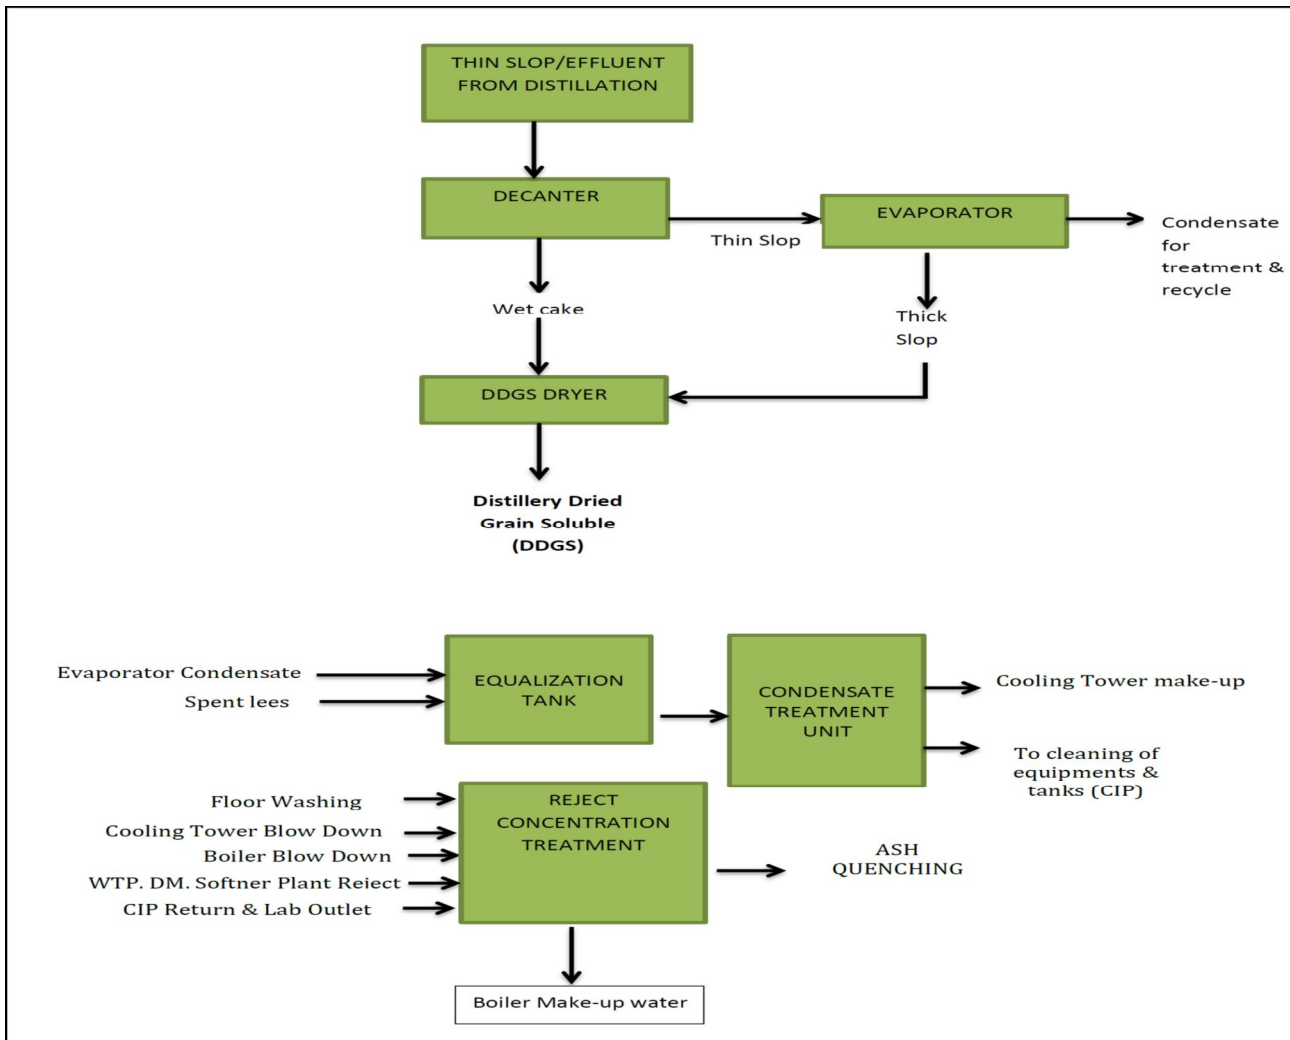 THIN SLOP/EFFLUENT
FROM DISTILLATION
DECANTER
EVAPORATOR
Thin Slop
Condensate
for
treatment &
recycle
Wet cake
Thick
Slop
DDGS DRYER
Distillery Dried
Grain Soluble
(DDGS)
Evaporator Condensate
Spent lees
EQUALIZATION
TANK
CONDENSATE
TREATMENT
UNIT
Cooling Tower make-up
To cleaning of
equipments &
tanks (CIP)
Floor Washing
Cooling Tower Blow Down
Boiler Blow Down
WTP. DM. Softner Plant Reject
CIP Return & Lab Outlet
REJECT
CONCENTRATION
TREATMENT
ASH
QUENCHING
Boiler Make-up water